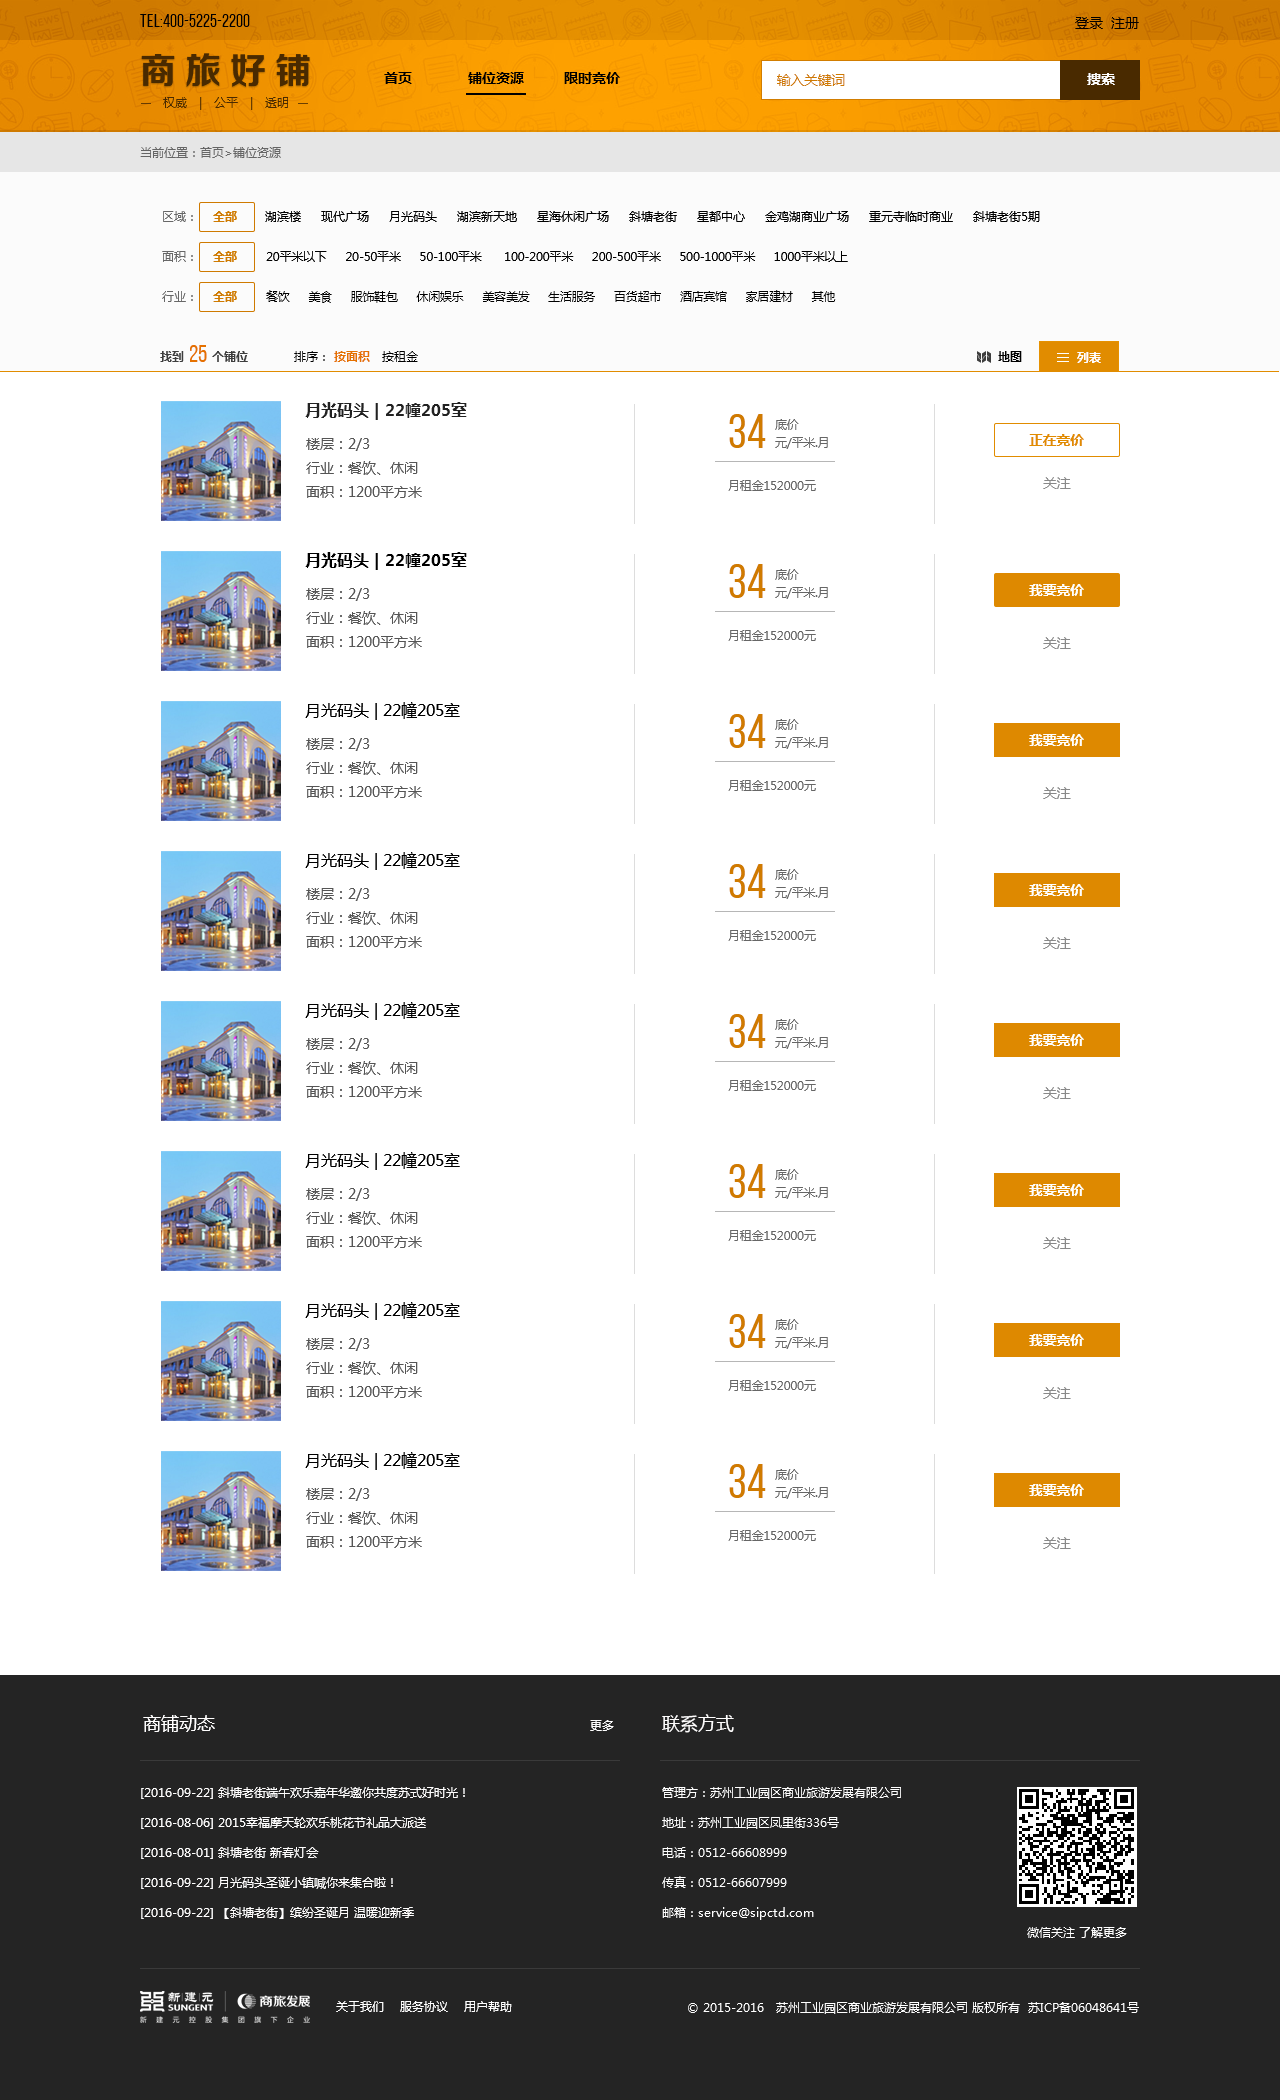 TEL:400-5225-2200
登录 注册
商旅好铺
— 权威 | 公平 | 透明 —
首页 铺位资源 限时竞价
输入关键词 搜索
当前位置：首页>铺位资源
区域： 全部 湖滨楼 现代广场 月光码头 湖滨新天地 星海休闲广场 斜塘老街 星都中心 金鸡湖商业广场 重元寺临时商业 斜塘老街5期
面积： 全部 20平米以下 20-50平米 50-100平米 100-200平米 200-500平米 500-1000平米 1000平米以上
行业： 全部 餐饮 美食 服饰鞋包 休闲娱乐 美容美发 生活服务 百货超市 酒店宾馆 家居建材 其他
找到 25 个铺位 排序： 按面积 按租金 地图 列表
月光码头 | 22幢205室
楼层：2/3
行业：餐饮、休闲
面积：1200平方米
34 底价
元/平米.月
月租金152000元
正在竞价
关注
月光码头 | 22幢205室
楼层：2/3
行业：餐饮、休闲
面积：1200平方米
34 底价
元/平米.月
月租金152000元
我要竞价
关注
月光码头 | 22幢205室
楼层：2/3
行业：餐饮、休闲
面积：1200平方米
34 底价
元/平米.月
月租金152000元
我要竞价
关注
月光码头 | 22幢205室
楼层：2/3
行业：餐饮、休闲
面积：1200平方米
34 底价
元/平米.月
月租金152000元
我要竞价
关注
月光码头 | 22幢205室
楼层：2/3
行业：餐饮、休闲
面积：1200平方米
34 底价
元/平米.月
月租金152000元
我要竞价
关注
月光码头 | 22幢205室
楼层：2/3
行业：餐饮、休闲
面积：1200平方米
34 底价
元/平米.月
月租金152000元
我要竞价
关注
月光码头 | 22幢205室
楼层：2/3
行业：餐饮、休闲
面积：1200平方米
34 底价
元/平米.月
月租金152000元
我要竞价
关注
月光码头 | 22幢205室
楼层：2/3
行业：餐饮、休闲
面积：1200平方米
34 底价
元/平米.月
月租金152000元
我要竞价
关注
商铺动态 更多
[2016-09-22] 斜塘老街端午欢乐嘉年华邀你共度苏式好时光！
[2016-08-06] 2015幸福摩天轮欢乐桃花节礼品大派送
[2016-08-01] 斜塘老街 新春灯会
[2016-09-22] 月光码头圣诞小镇喊你来集合啦！
[2016-09-22] 【斜塘老街】缤纷圣诞月 温暖迎新季
联系方式
管理方：苏州工业园区商业旅游发展有限公司
地址：苏州工业园区凤里街336号
电话：0512-66608999
传真：0512-66607999
邮箱：service@sipctd.com
微信关注 了解更多
新建元 SUNGENT 商旅发展
新建元控股集团旗下企业
关于我们 服务协议 用户帮助
© 2015-2016 苏州工业园区商业旅游发展有限公司 版权所有 苏ICP备06048641号